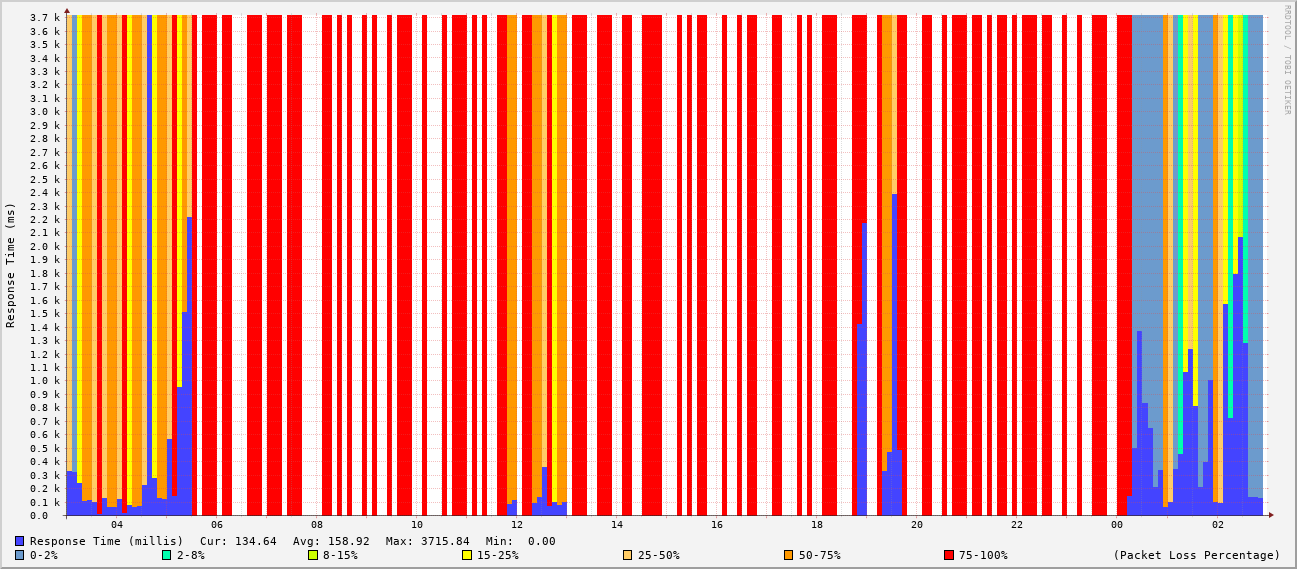 RRDTOOL / TOBI OETIKER
Response Time (ms)
3.7 k
3.6 k
3.5 k
3.4 k
3.3 k
3.2 k
3.1 k
3.0 k
2.9 k
2.8 k
2.7 k
2.6 k
2.5 k
2.4 k
2.3 k
2.2 k
2.1 k
2.0 k
1.9 k
1.8 k
1.7 k
1.6 k
1.5 k
1.4 k
1.3 k
1.2 k
1.1 k
1.0 k
0.9 k
0.8 k
0.7 k
0.6 k
0.5 k
0.4 k
0.3 k
0.2 k
0.1 k
0.0
04 06 08 10 12 14 16 18 20 22 00 02
Response Time (millis) Cur: 134.64 Avg: 158.92 Max: 3715.84 Min: 0.00
0-2% 2-8% 8-15% 15-25% 25-50% 50-75% 75-100% (Packet Loss Percentage)